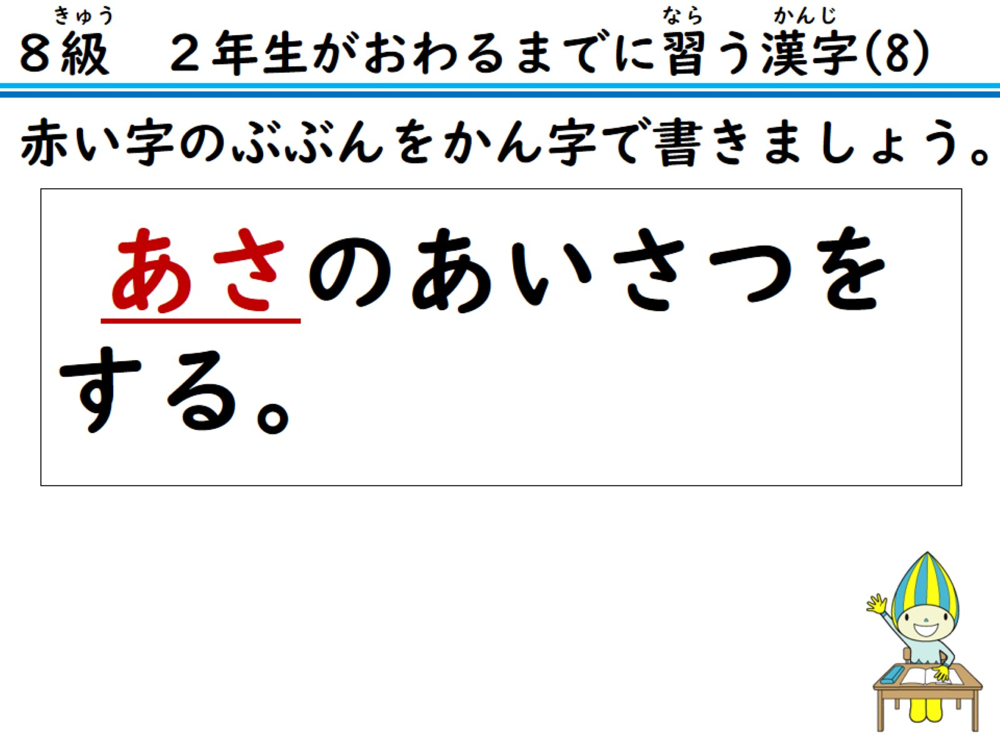 きゅう なら かんじ
８級　２年生がおわるまでに習う漢字(8)
赤い字のぶぶんをかん字で書きましょう。
あさのあいさつを
する。